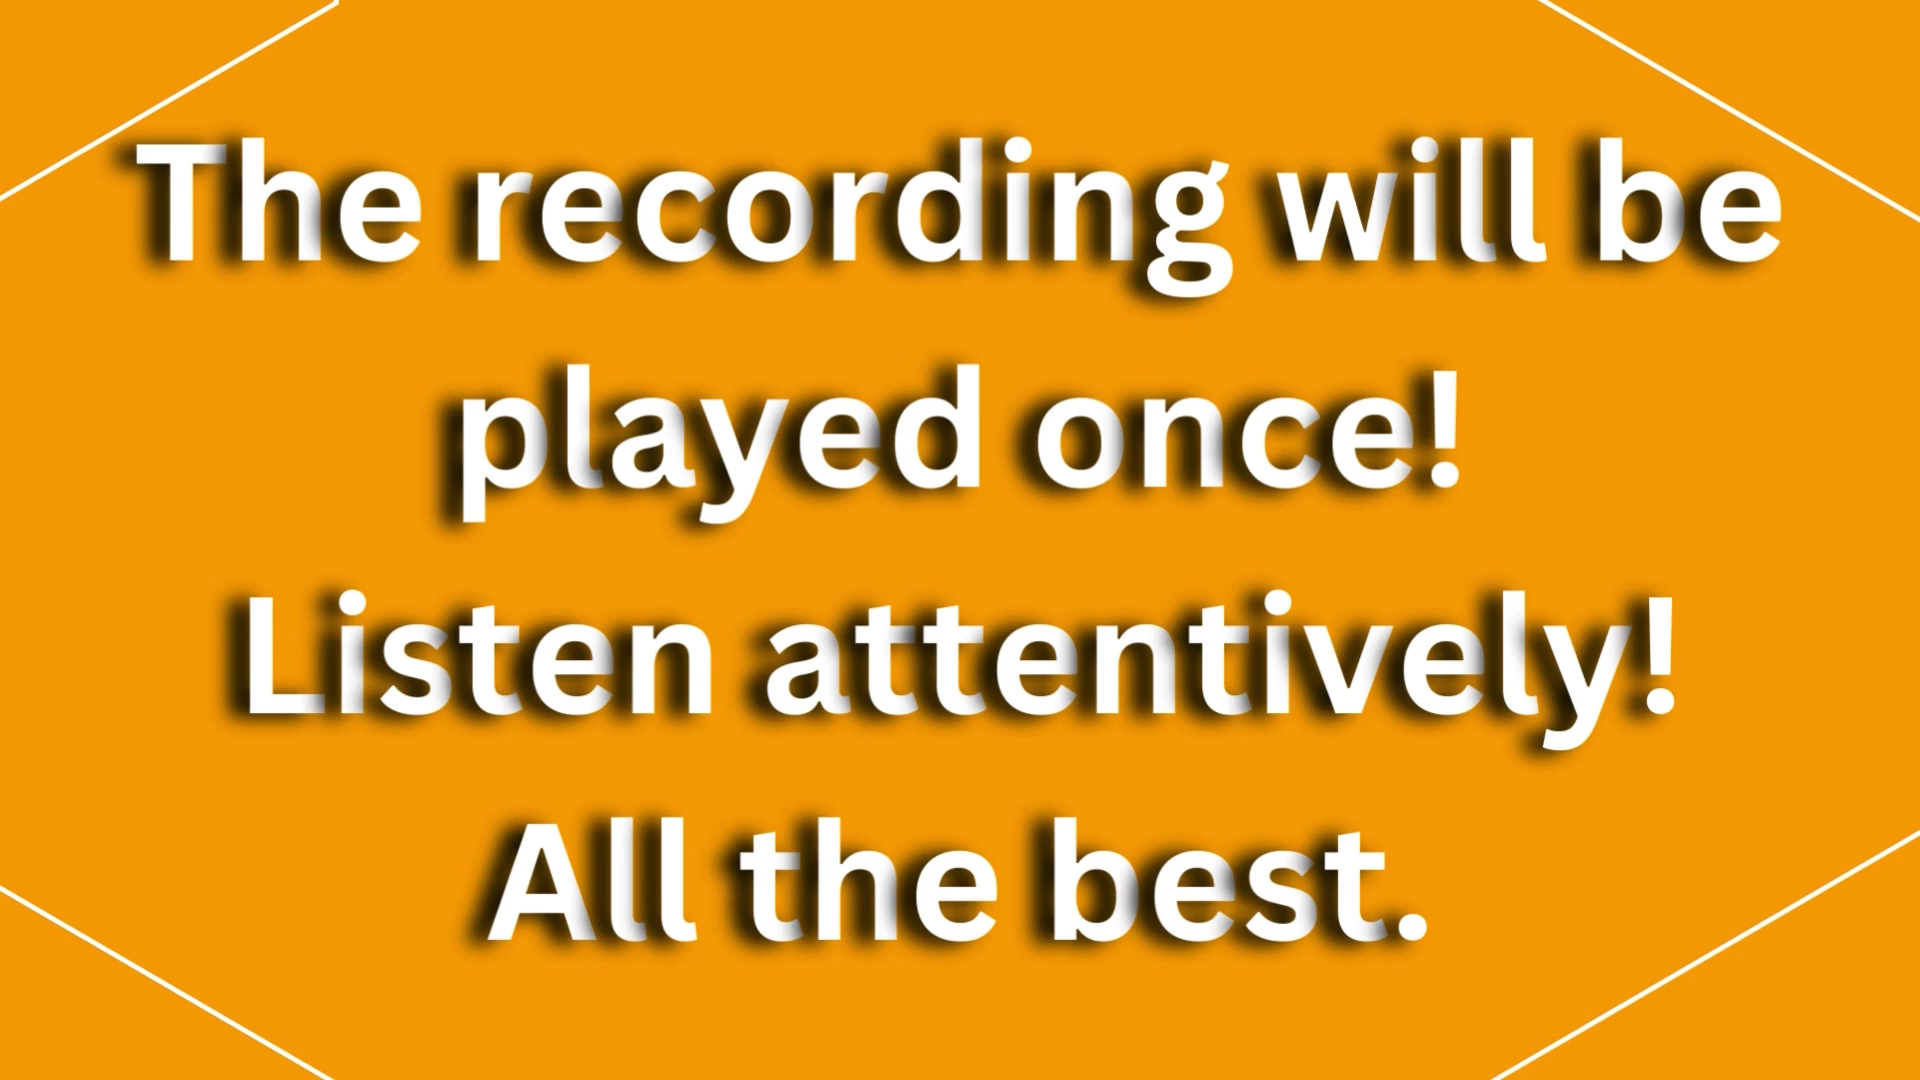 The recording will be
played once!
Listen attentively!
All the best.